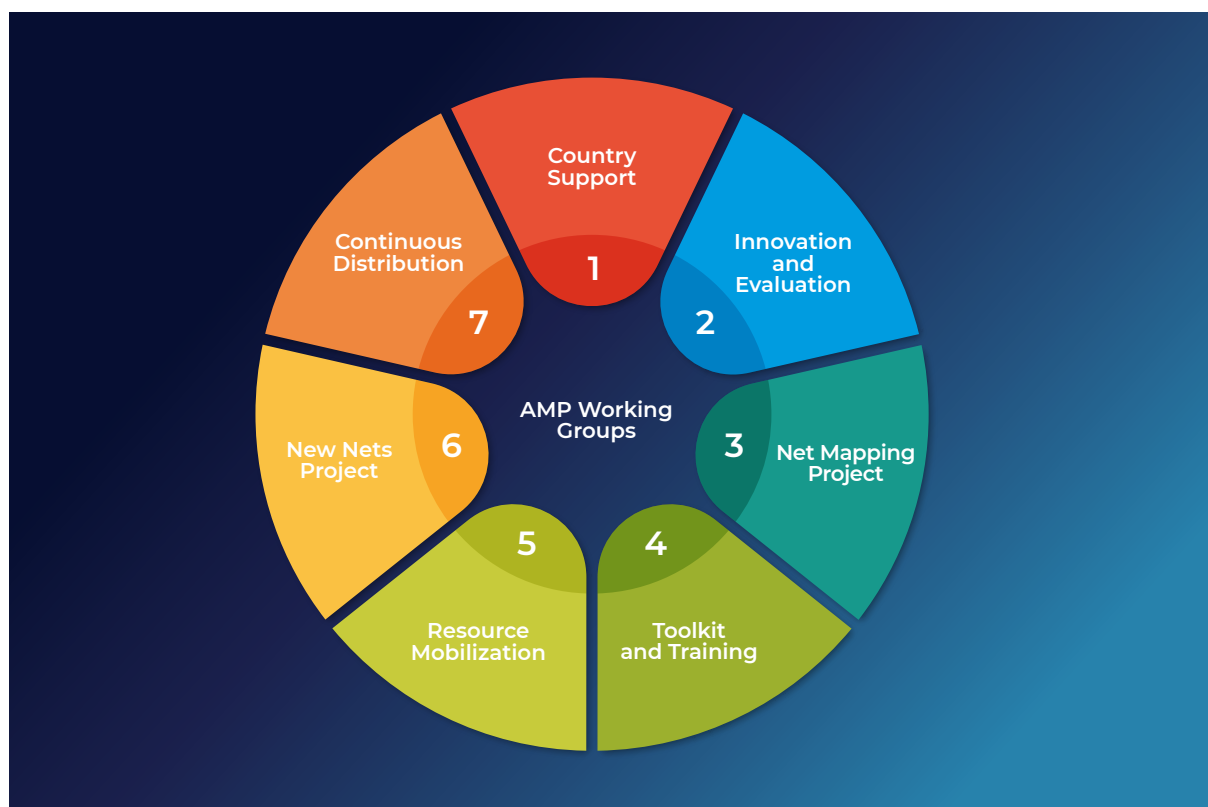 Country
Support
1
Innovation
and
Evaluation
2
Net Mapping
Project
3
Toolkit
and Training
4
Resource
Mobilization
5
New Nets
Project
6
Continuous
Distribution
7
AMP Working
Groups